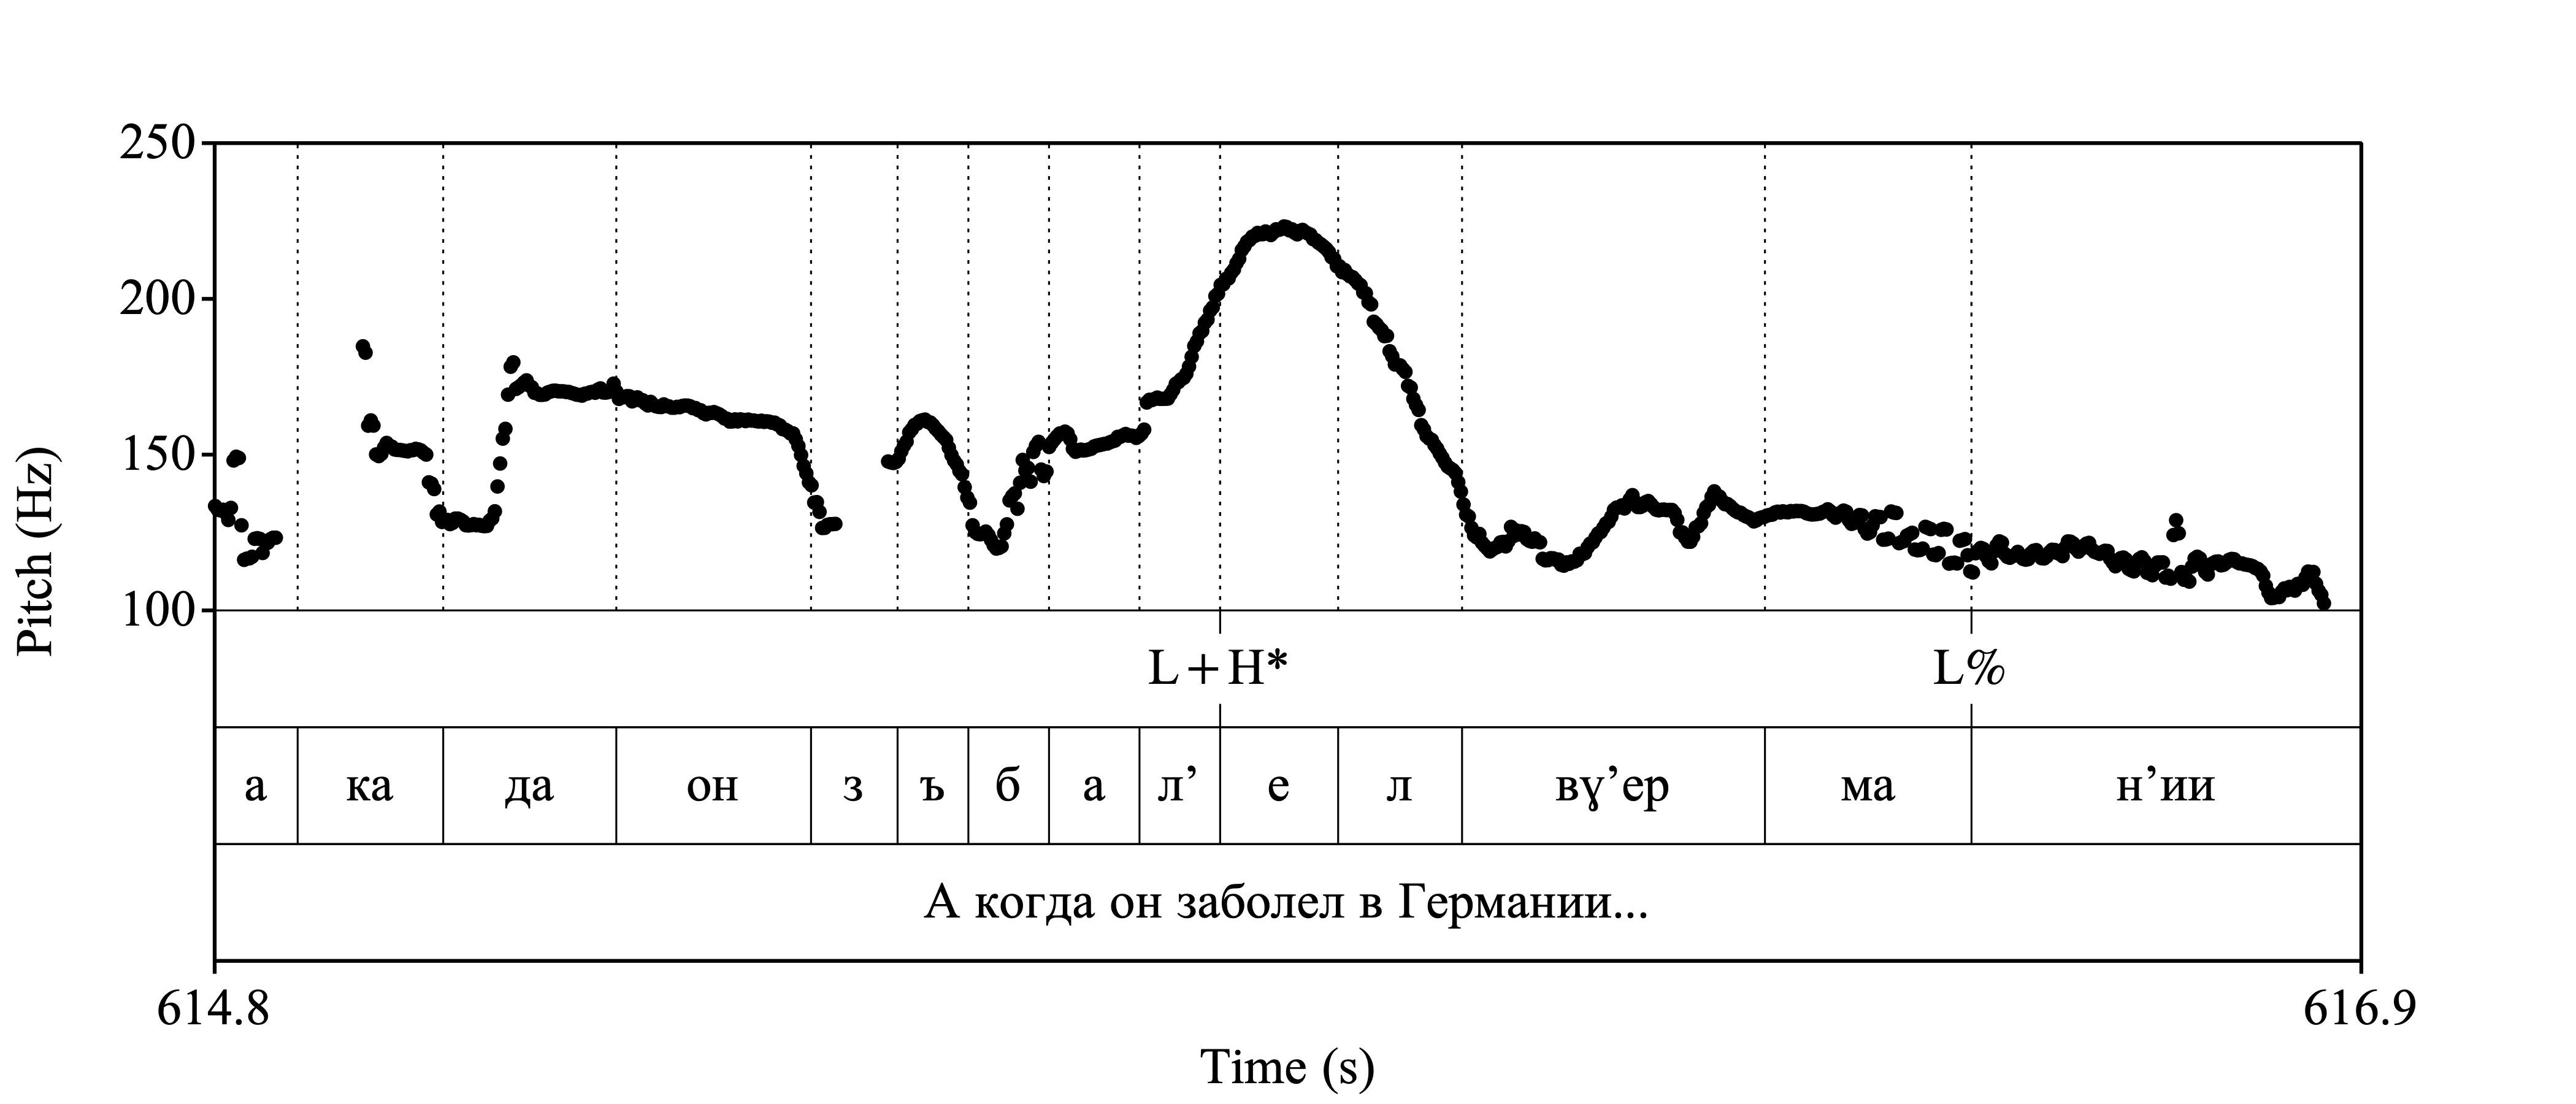 250
200
150
100
Pitch (Hz)
L+H* L%
а ка да он з ъ б а л’ е л вɣ’ер ма н’ии
А когда он заболел в Германии...
614.8 616.9
Time (s)